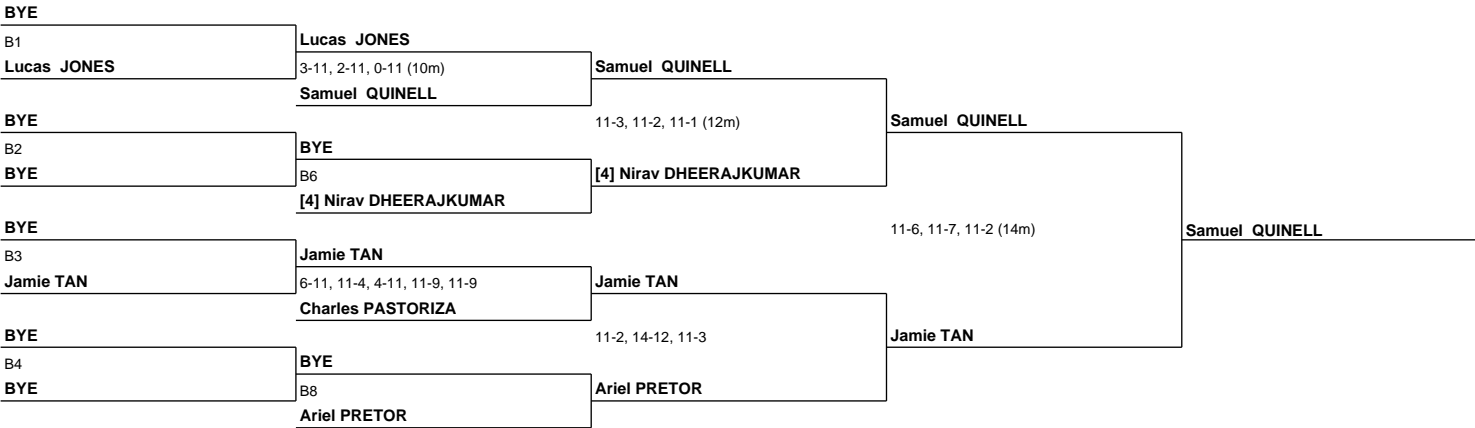 BYE
B1
Lucas JONES
Lucas JONES
3-11, 2-11, 0-11 (10m)
Samuel QUINELL
Samuel QUINELL
BYE
B2
BYE
BYE
B6
[4] Nirav DHEERAJKUMAR
11-3, 11-2, 11-1 (12m)
[4] Nirav DHEERAJKUMAR
Samuel QUINELL
BYE
B3
Jamie TAN
Jamie TAN
6-11, 11-4, 4-11, 11-9, 11-9
Charles PASTORIZA
Jamie TAN
BYE
B4
BYE
BYE
B8
Ariel PRETOR
11-2, 14-12, 11-3
Ariel PRETOR
Jamie TAN
11-6, 11-7, 11-2 (14m)
Samuel QUINELL